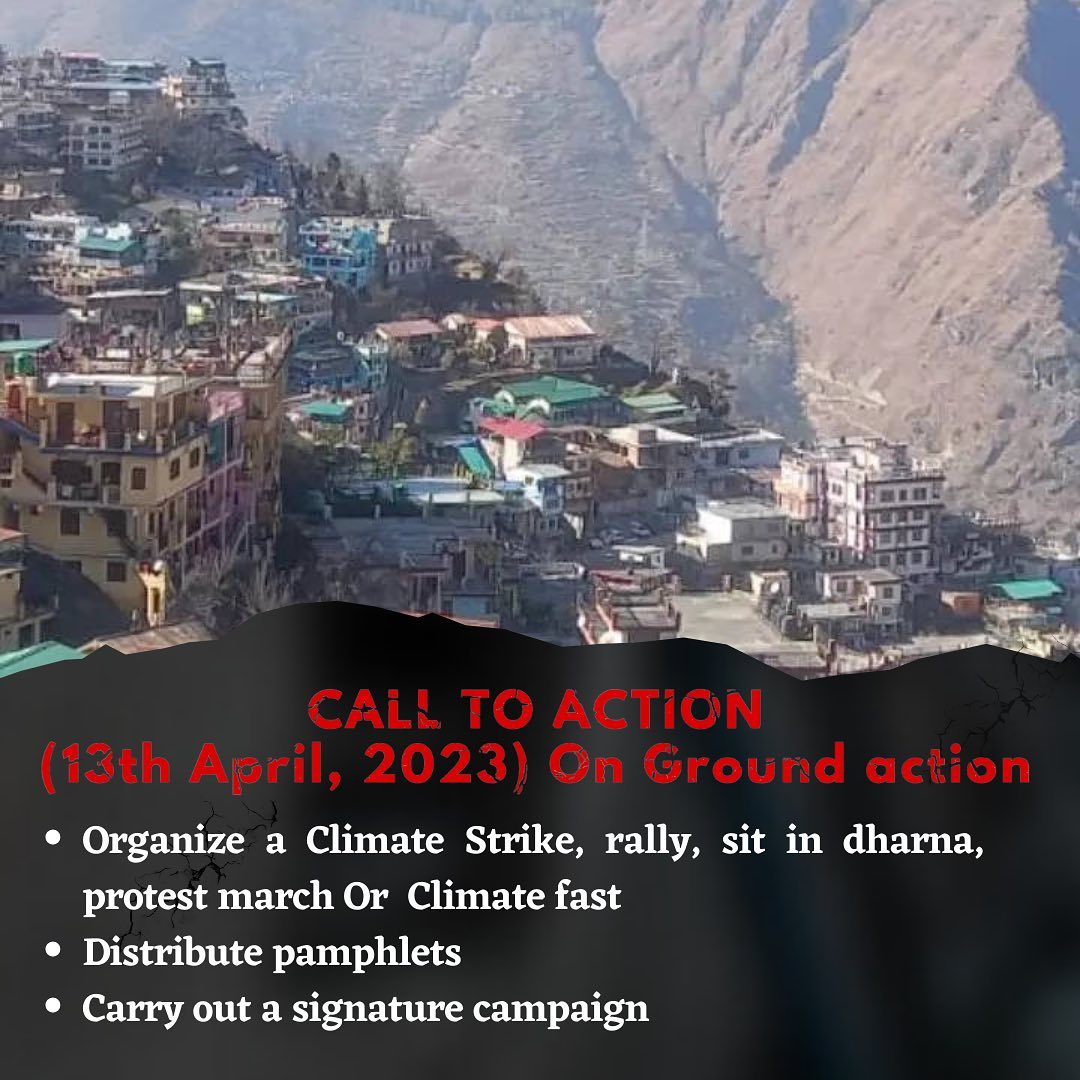 CALL TO ACTION
(13th April, 2023) On Ground action
• Organize a Climate Strike, rally, sit in dharna,
protest march Or Climate fast
• Distribute pamphlets
• Carry out a signature campaign